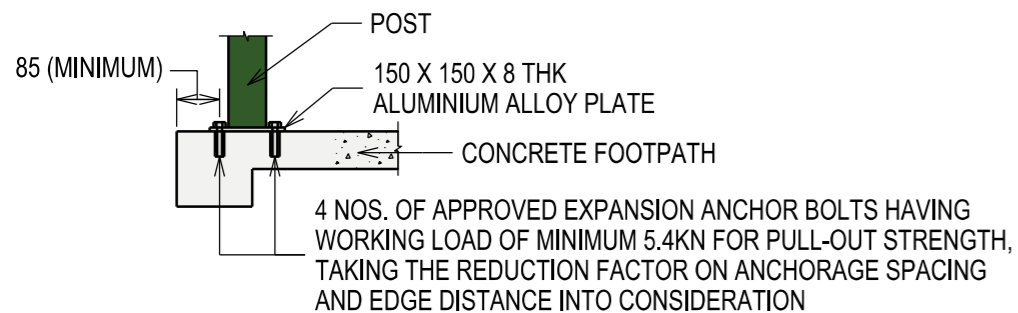 POST
85 (MINIMUM)
150 X 150 X 8 THK
ALUMINIUM ALLOY PLATE
CONCRETE FOOTPATH
4 NOS. OF APPROVED EXPANSION ANCHOR BOLTS HAVING
WORKING LOAD OF MINIMUM 5.4KN FOR PULL-OUT STRENGTH,
TAKING THE REDUCTION FACTOR ON ANCHORAGE SPACING
AND EDGE DISTANCE INTO CONSIDERATION